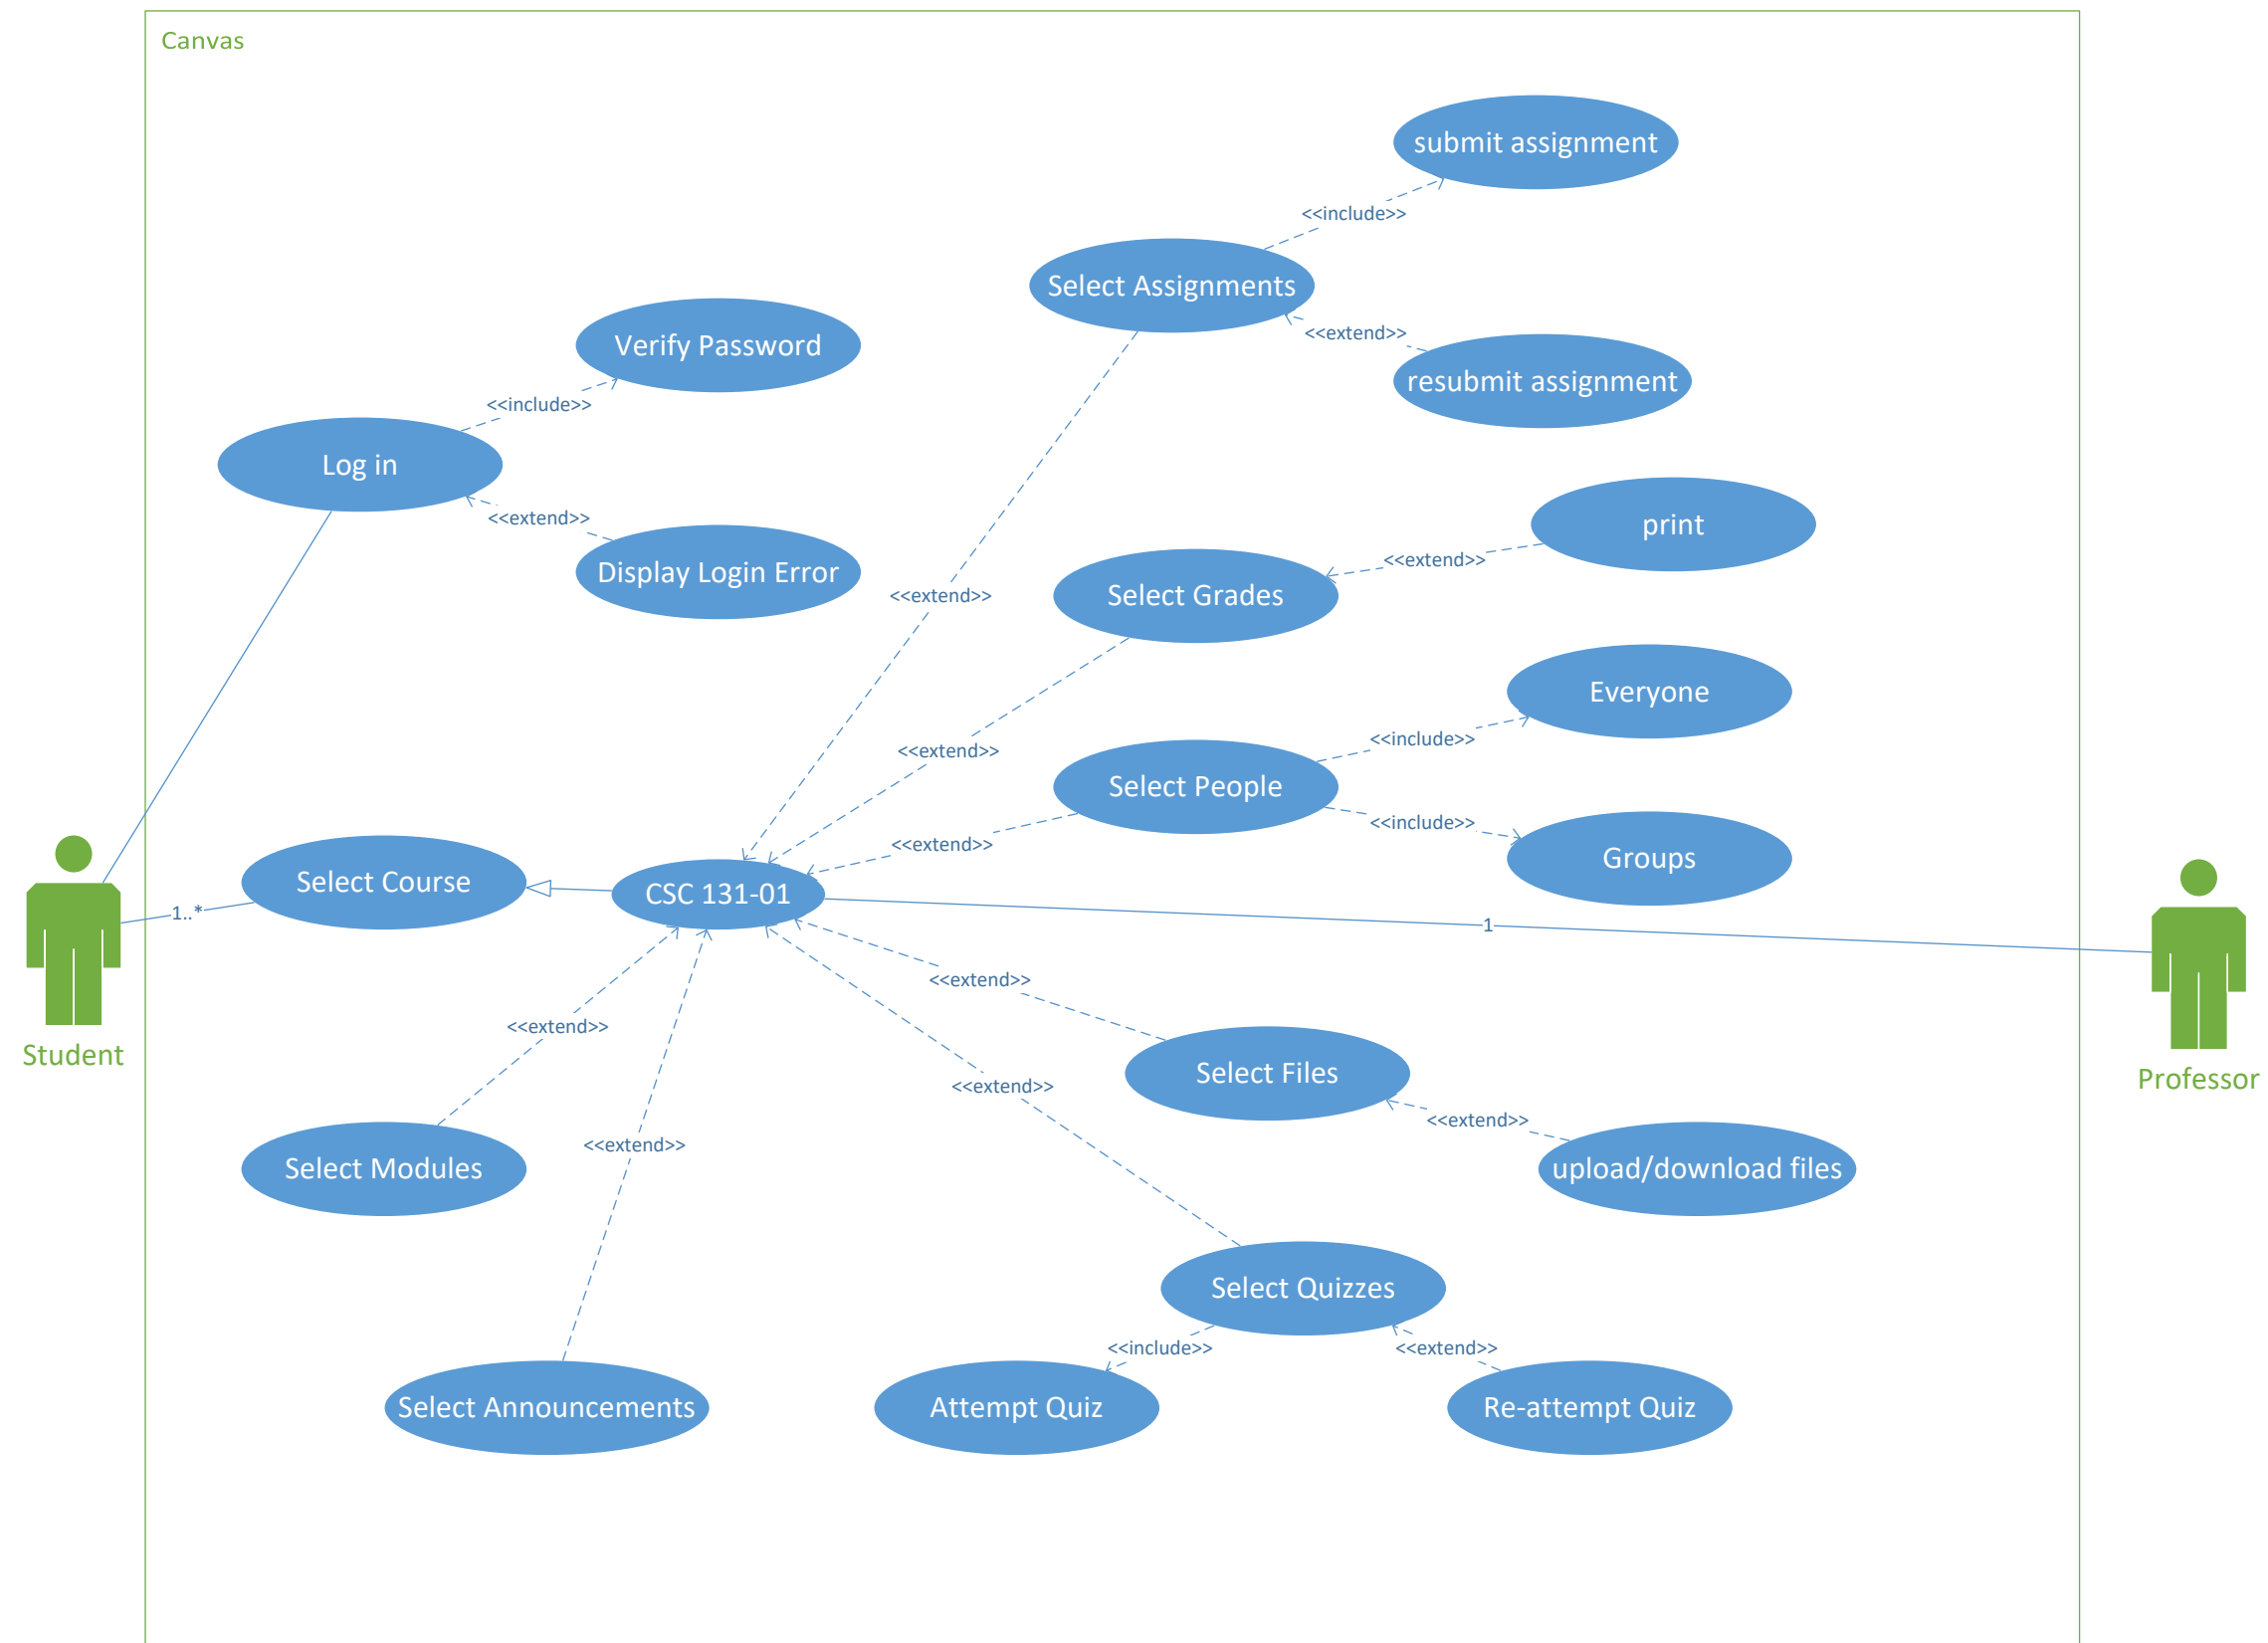 Canvas
submit assignment
<<include>>
Select Assignments
<<extend>>
resubmit assignment
Verify Password
<<include>>
Log in
<<extend>>
Display Login Error
<<extend>>
print
<<extend>>
Select Grades
<<extend>>
Everyone
<<include>>
Select People
<<include>>
<<extend>>
Groups
Select Course
CSC 131-01
1..*
1
Student
Professor
<<extend>>
<<extend>>
Select Files
<<extend>>
<<extend>>
upload/download files
Select Modules
<<extend>>
Select Quizzes
<<include>>
<<extend>>
Select Announcements
Attempt Quiz
Re-attempt Quiz